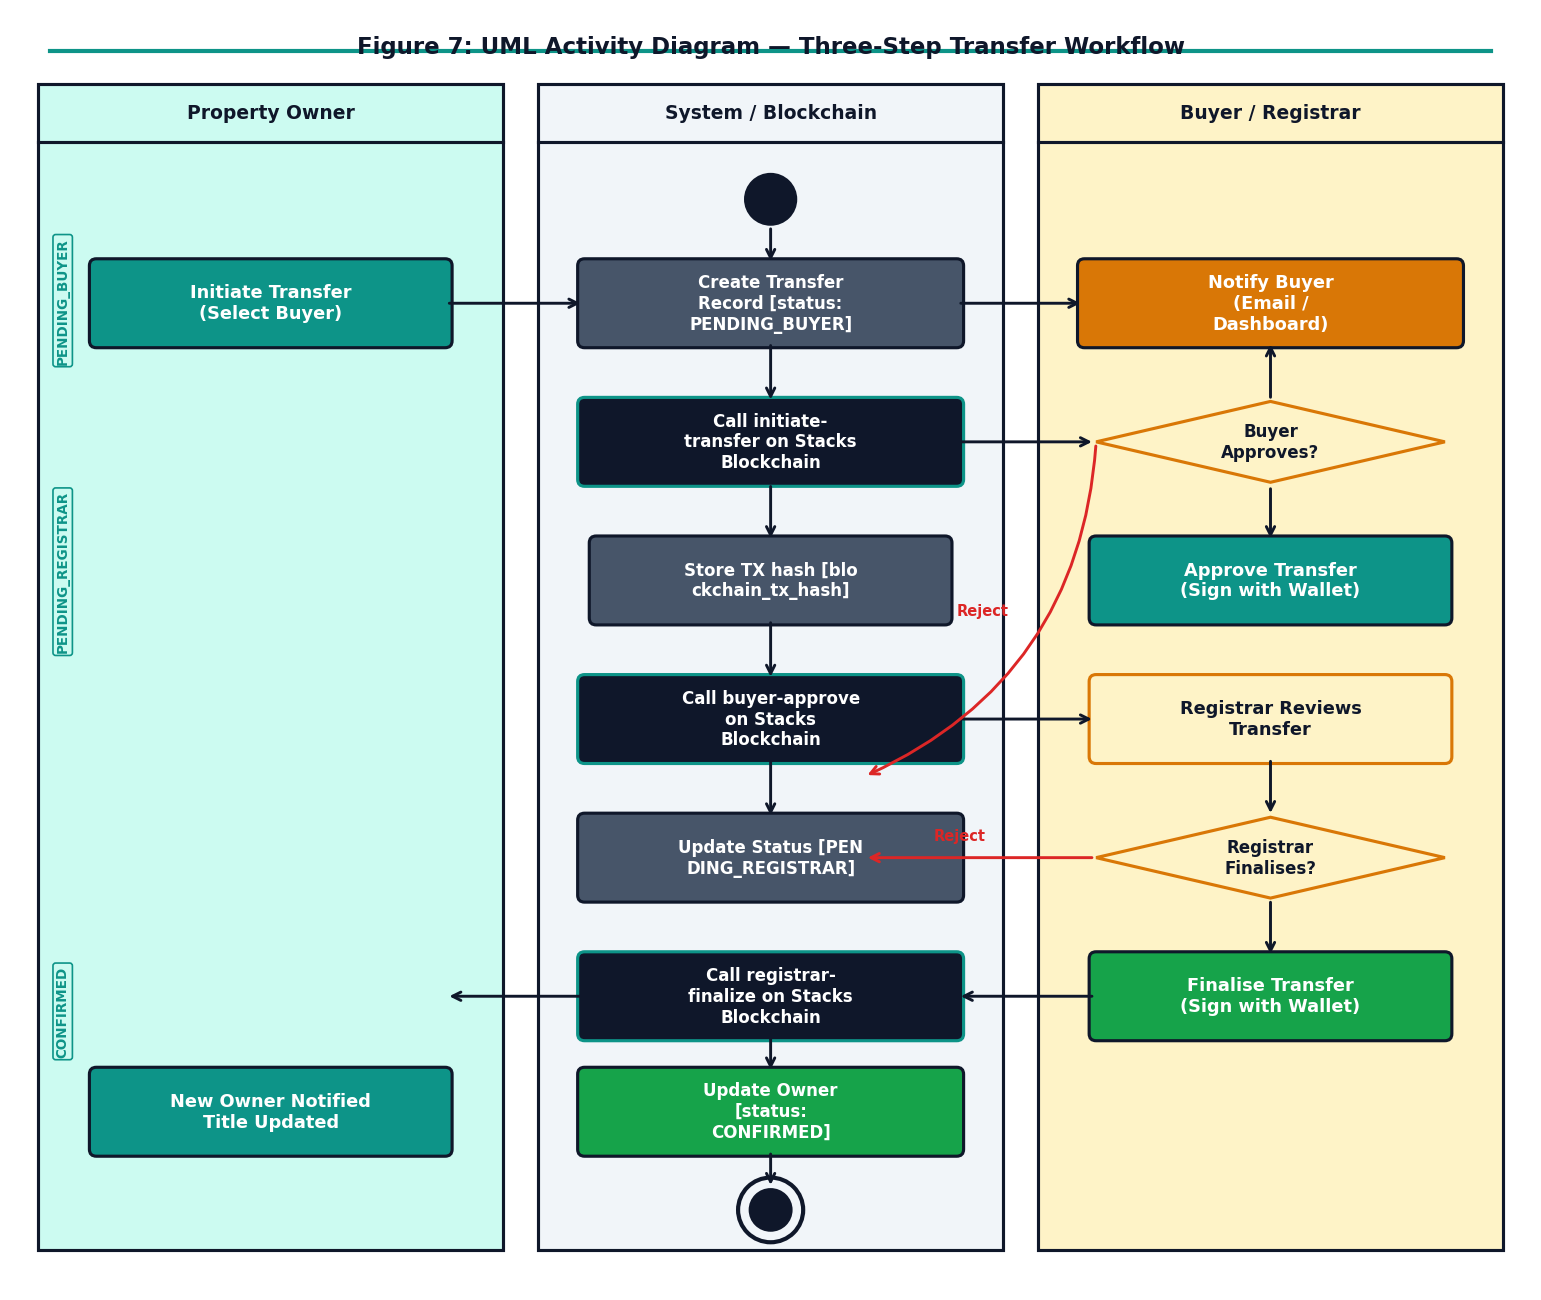 Figure 7: UML Activity Diagram — Three-Step Transfer Workflow
Property Owner
System / Blockchain
Buyer / Registrar
PENDING_BUYER
Initiate Transfer
(Select Buyer)
Create Transfer
Record [status:
PENDING_BUYER]
Notify Buyer
(Email /
Dashboard)
Call initiate-
transfer on Stacks
Blockchain
Buyer
Approves?
PENDING_REGISTRAR
Store TX hash [blo
ckchain_tx_hash]
Reject
Approve Transfer
(Sign with Wallet)
Call buyer-approve
on Stacks
Blockchain
Registrar Reviews
Transfer
Update Status [PEN
DING_REGISTRAR]
Reject
Registrar
Finalises?
CONFIRMED
Call registrar-
finalize on Stacks
Blockchain
Finalise Transfer
(Sign with Wallet)
New Owner Notified
Title Updated
Update Owner
[status:
CONFIRMED]